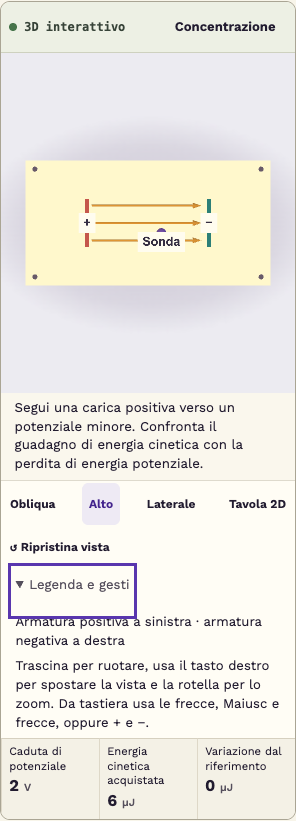 3D interattivo
Concentrazione
+
−
Sonda
Segui una carica positiva verso un
potenziale minore. Confronta il
guadagno di energia cinetica con la
perdita di energia potenziale.
Obliqua
Alto
Laterale
Tavola 2D
↺ Ripristina vista
▼ Legenda e gesti
Armatura positiva a sinistra · armatura
negativa a destra
Trascina per ruotare, usa il tasto destro
per spostare la vista e la rotella per lo
zoom. Da tastiera usa le frecce, Maiusc e
frecce, oppure + e −.
Caduta di
potenziale
2 V
Energia
cinetica
acquistata
6 µJ
Variazione dal
riferimento
0 µJ